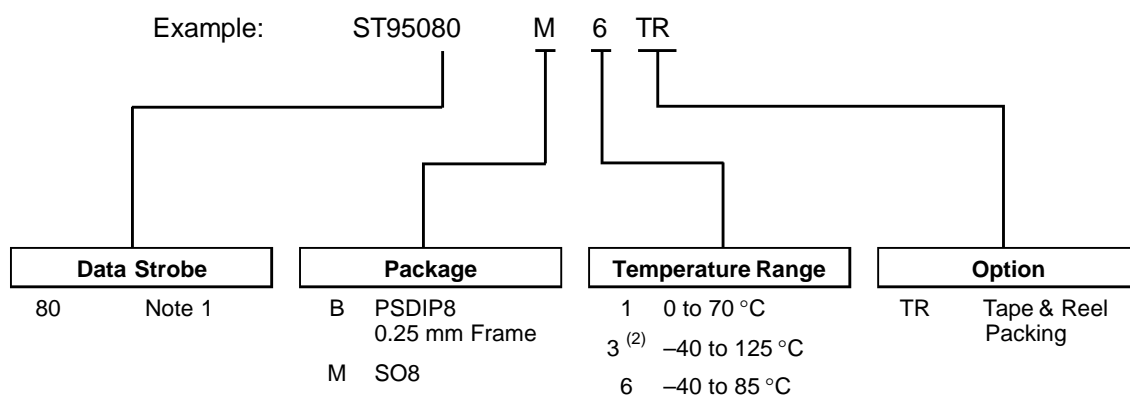 Example: ST95080 M 6 TR
Data Strobe
80 Note 1
Package
B PSDIP8
0.25 mm Frame
M SO8
Temperature Range
1 0 to 70 °C
3 (2) –40 to 125 °C
6 –40 to 85 °C
Option
TR Tape & Reel
Packing